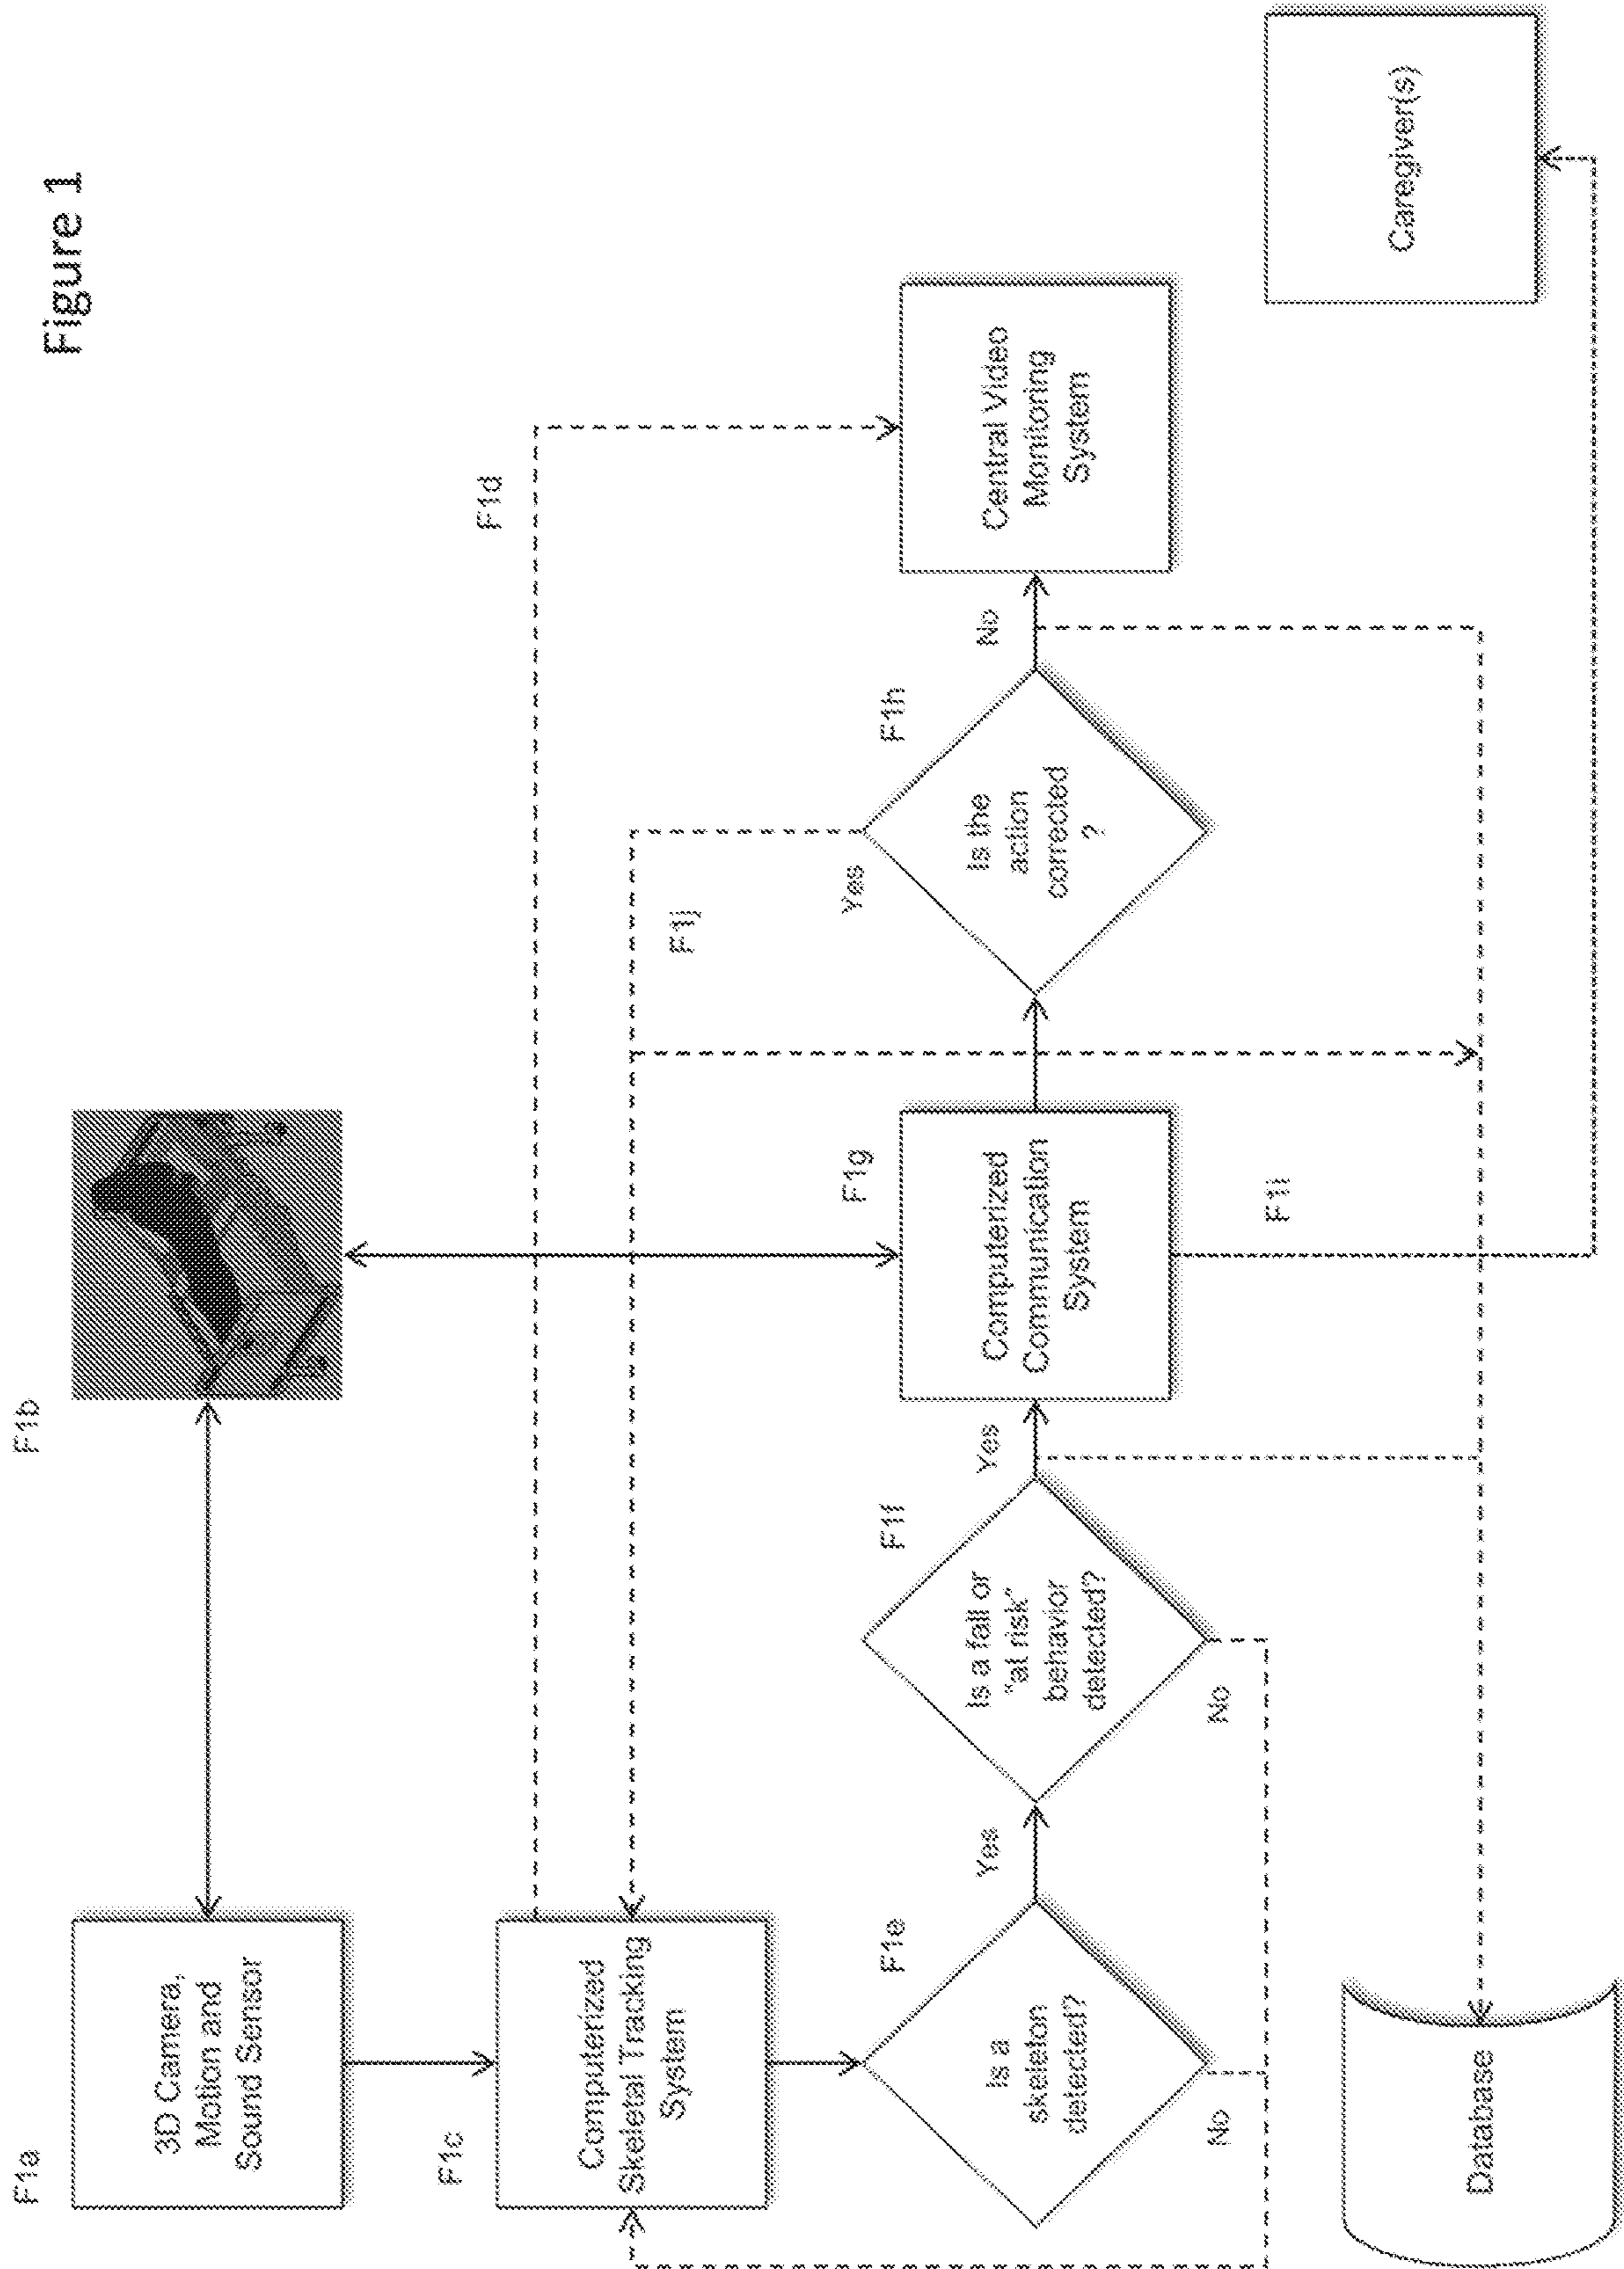 Figure 1
F1a
3D Camera,
Motion and
Sound Sensor
F1b
F1c
Computerized
Skeletal Tracking
System
F1d
F1e
Is a
skeleton
detected?
Yes
No
F1f
Is a fall or
"at risk"
behavior
detected?
Yes
No
F1g
Computerized
Communication
System
F1h
Is the
action
corrected
?
Yes
No
F1j
Central Video
Monitoring
System
F1i
Caregiver(s)
Database